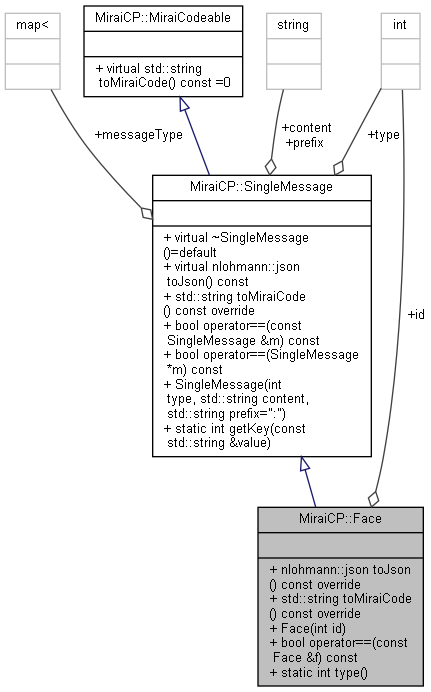 map<
MiraiCP::MiraiCodeable
+ virtual std::string
toMiraiCode() const =0
string
int
+messageType
+content
+prefix
+type
MiraiCP::SingleMessage
+ virtual ~SingleMessage
()=default
+ virtual nlohmann::json
toJson() const
+ std::string toMiraiCode
() const override
+ bool operator==(const
SingleMessage &m) const
+ bool operator==(SingleMessage
*m) const
+ SingleMessage(int
type, std::string content,
std::string prefix=":")
+ static int getKey(const
std::string &value)
+id
MiraiCP::Face
+ nlohmann::json toJson
() const override
+ std::string toMiraiCode
() const override
+ Face(int id)
+ bool operator==(const
Face &f) const
+ static int type()